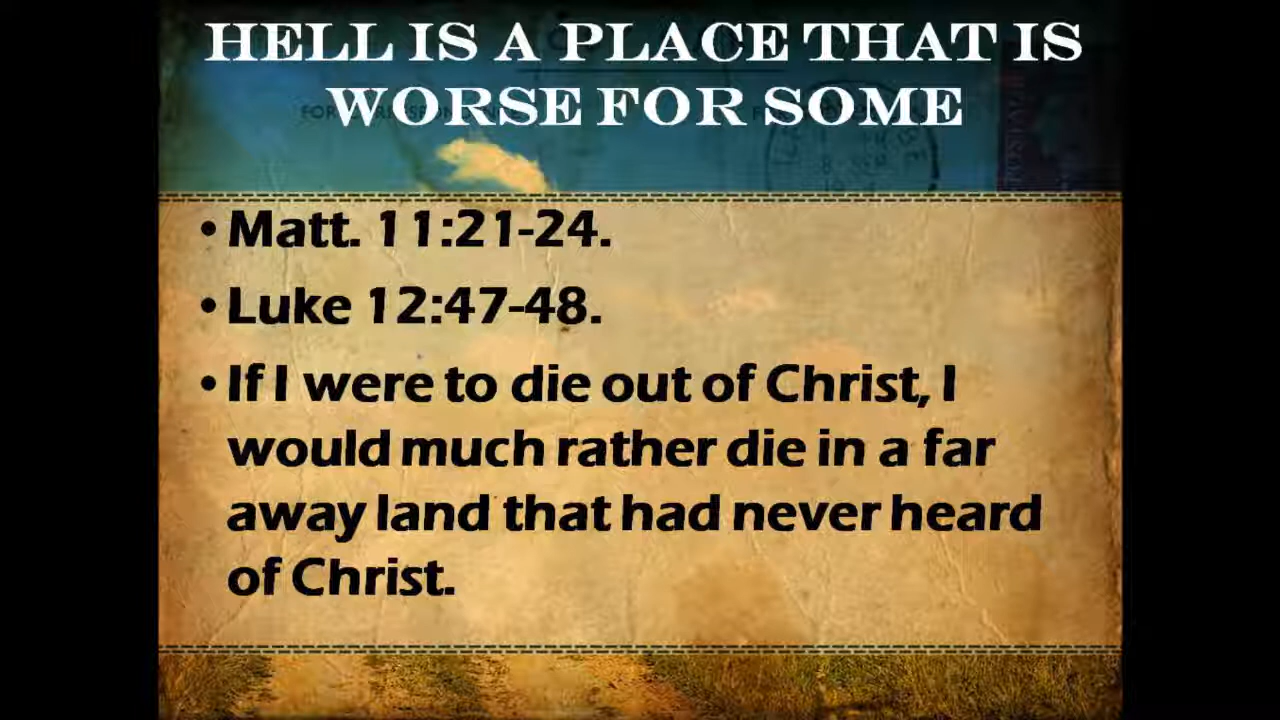 HELL IS A PLACE THAT IS
WORSE FOR SOME
• Matt. 11:21-24.
• Luke 12:47-48.
• If I were to die out of Christ, I
would much rather die in a far
away land that had never heard
of Christ.